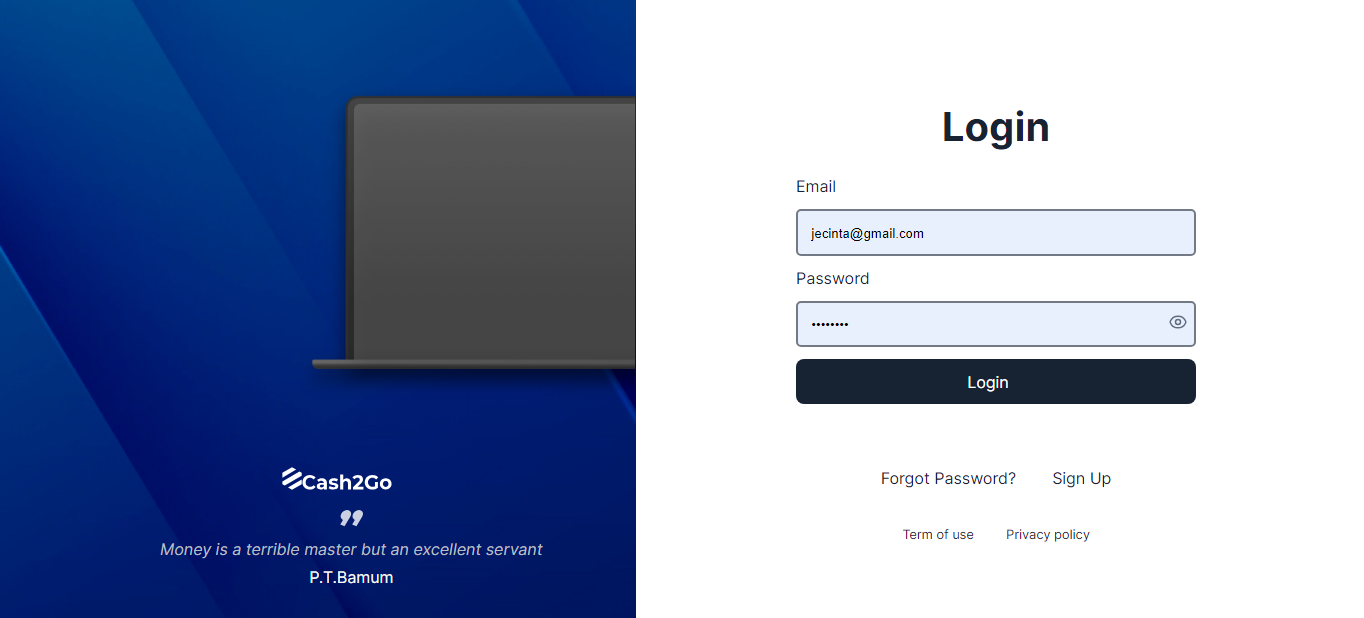 Cash2Go
”
Money is a terrible master but an excellent servant
P.T.Bamum
Login
Email
jecinta@gmail.com
Password
••••••••
Login
Forgot Password? Sign Up
Term of use Privacy policy